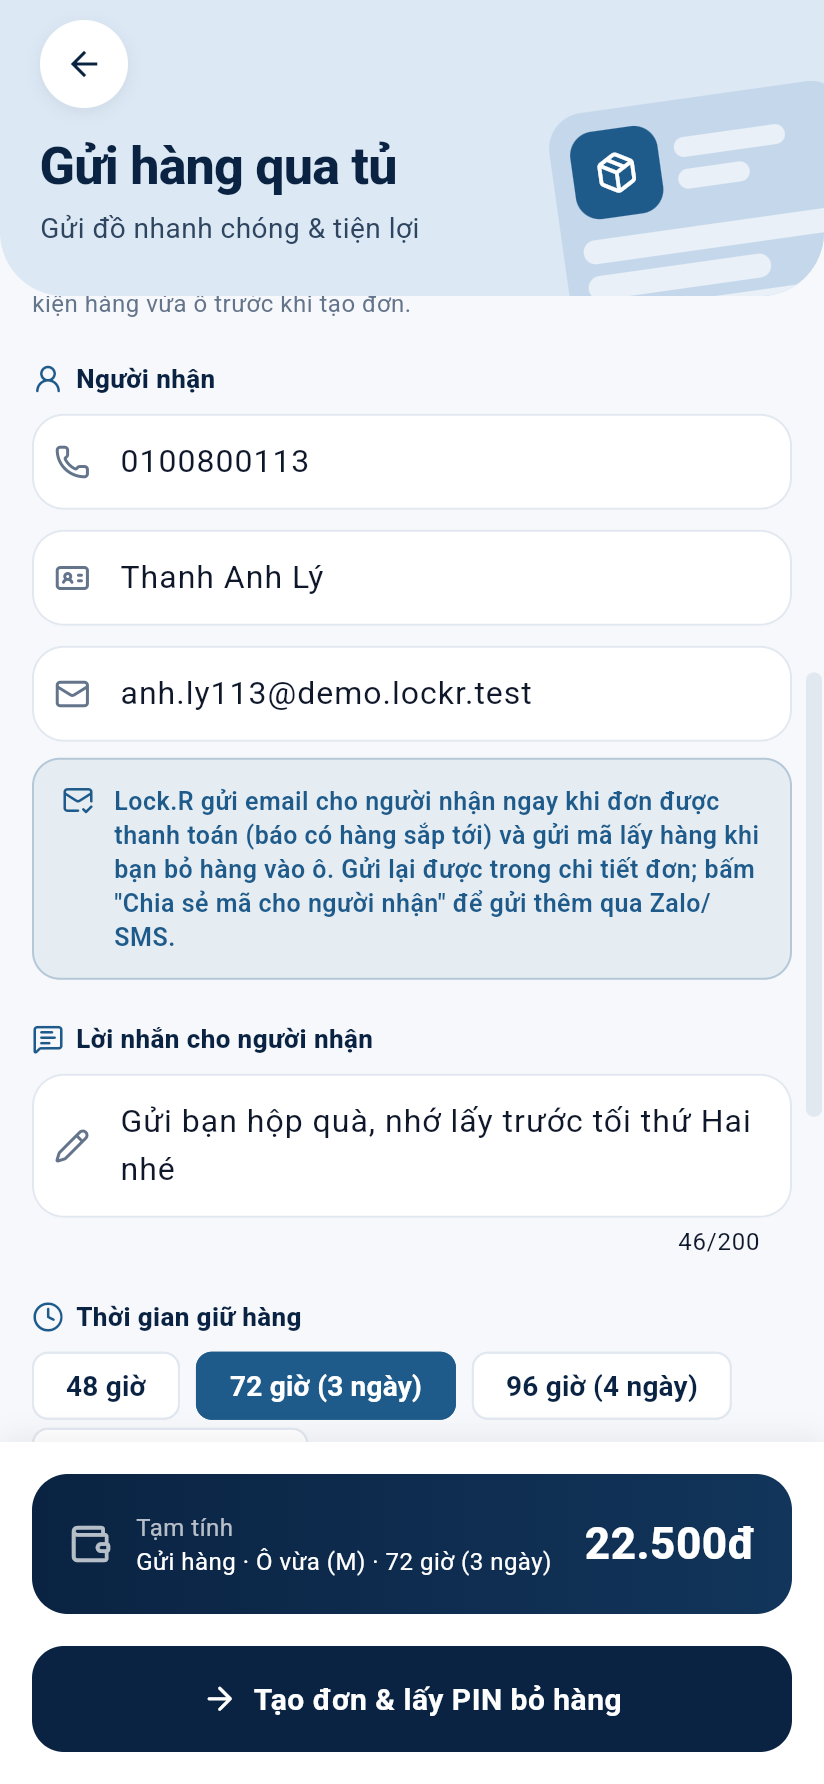 Gửi hàng qua tủ
Gửi đồ nhanh chóng & tiện lợi
kiện hàng vừa ô trước khi tạo đơn.
Người nhận
0100800113
Thanh Anh Lý
anh.ly113@demo.lockr.test
Lock.R gửi email cho người nhận ngay khi đơn được
thanh toán (báo có hàng sắp tới) và gửi mã lấy hàng khi
bạn bỏ hàng vào ô. Gửi lại được trong chi tiết đơn; bấm
"Chia sẻ mã cho người nhận" để gửi thêm qua Zalo/
SMS.
Lời nhắn cho người nhận
Gửi bạn hộp quà, nhớ lấy trước tối thứ Hai
nhé
46/200
Thời gian giữ hàng
48 giờ
72 giờ (3 ngày)
96 giờ (4 ngày)
Tạm tính
Gửi hàng · Ô vừa (M) · 72 giờ (3 ngày)
22.500đ
Tạo đơn & lấy PIN bỏ hàng